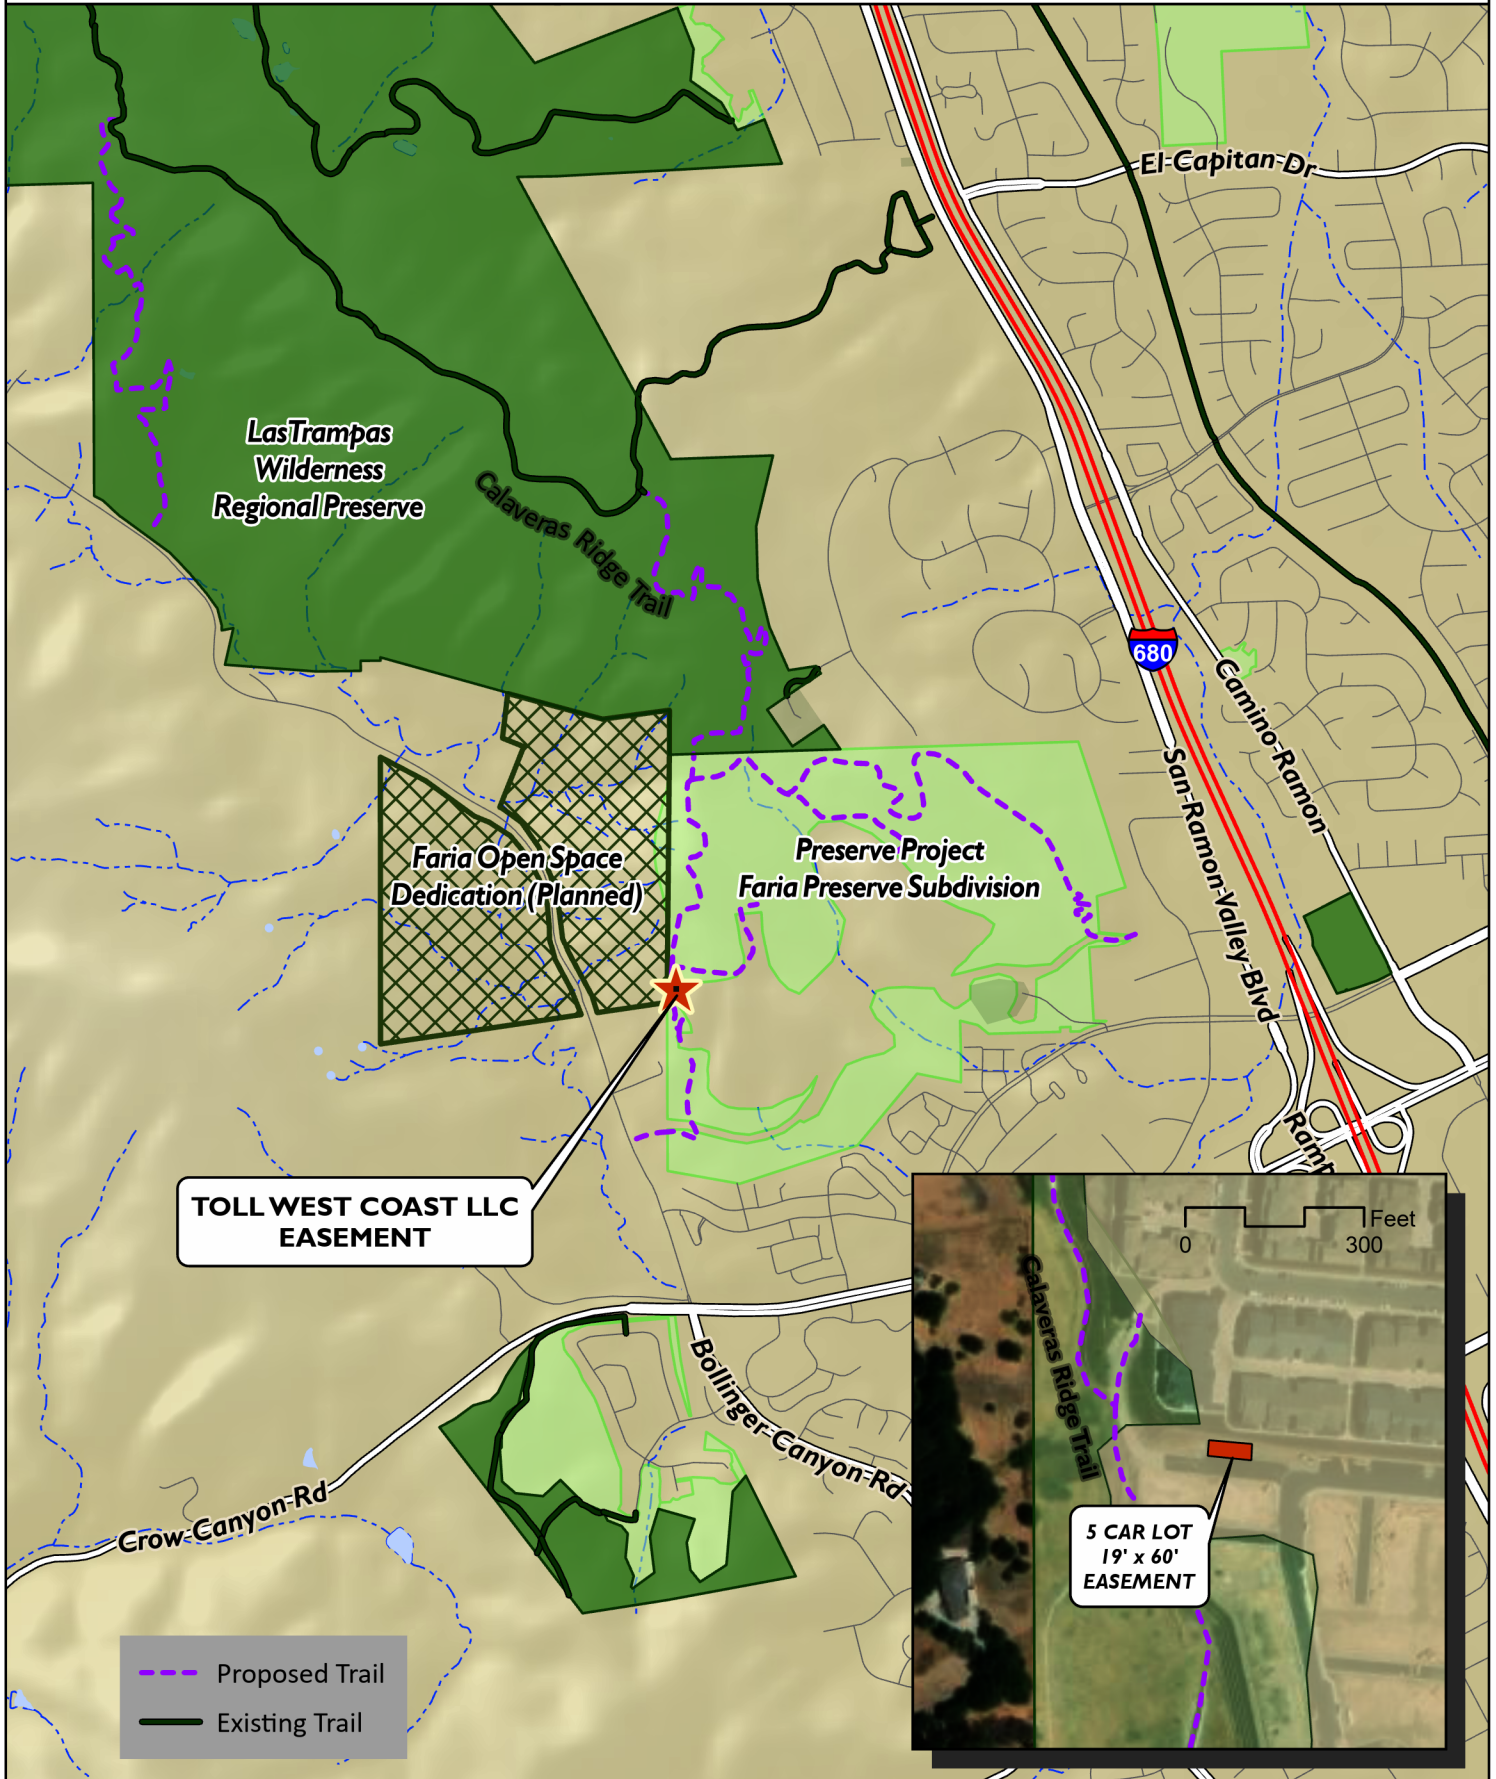 El Capitan Dr
Las Trampas
Wilderness
Regional Preserve
Calaveras Ridge Trail
680
Camino Ramon
San Ramon Valley Blvd
Faria Open Space
Dedication (Planned)
Preserve Project
Faria Preserve Subdivision
Ramp
TOLL WEST COAST LLC
EASEMENT
Bollinger Canyon Rd
Crow Canyon Rd
Feet
0 300
Calaveras Ridge Trail
5 CAR LOT
19' x 60'
EASEMENT
Proposed Trail
Existing Trail